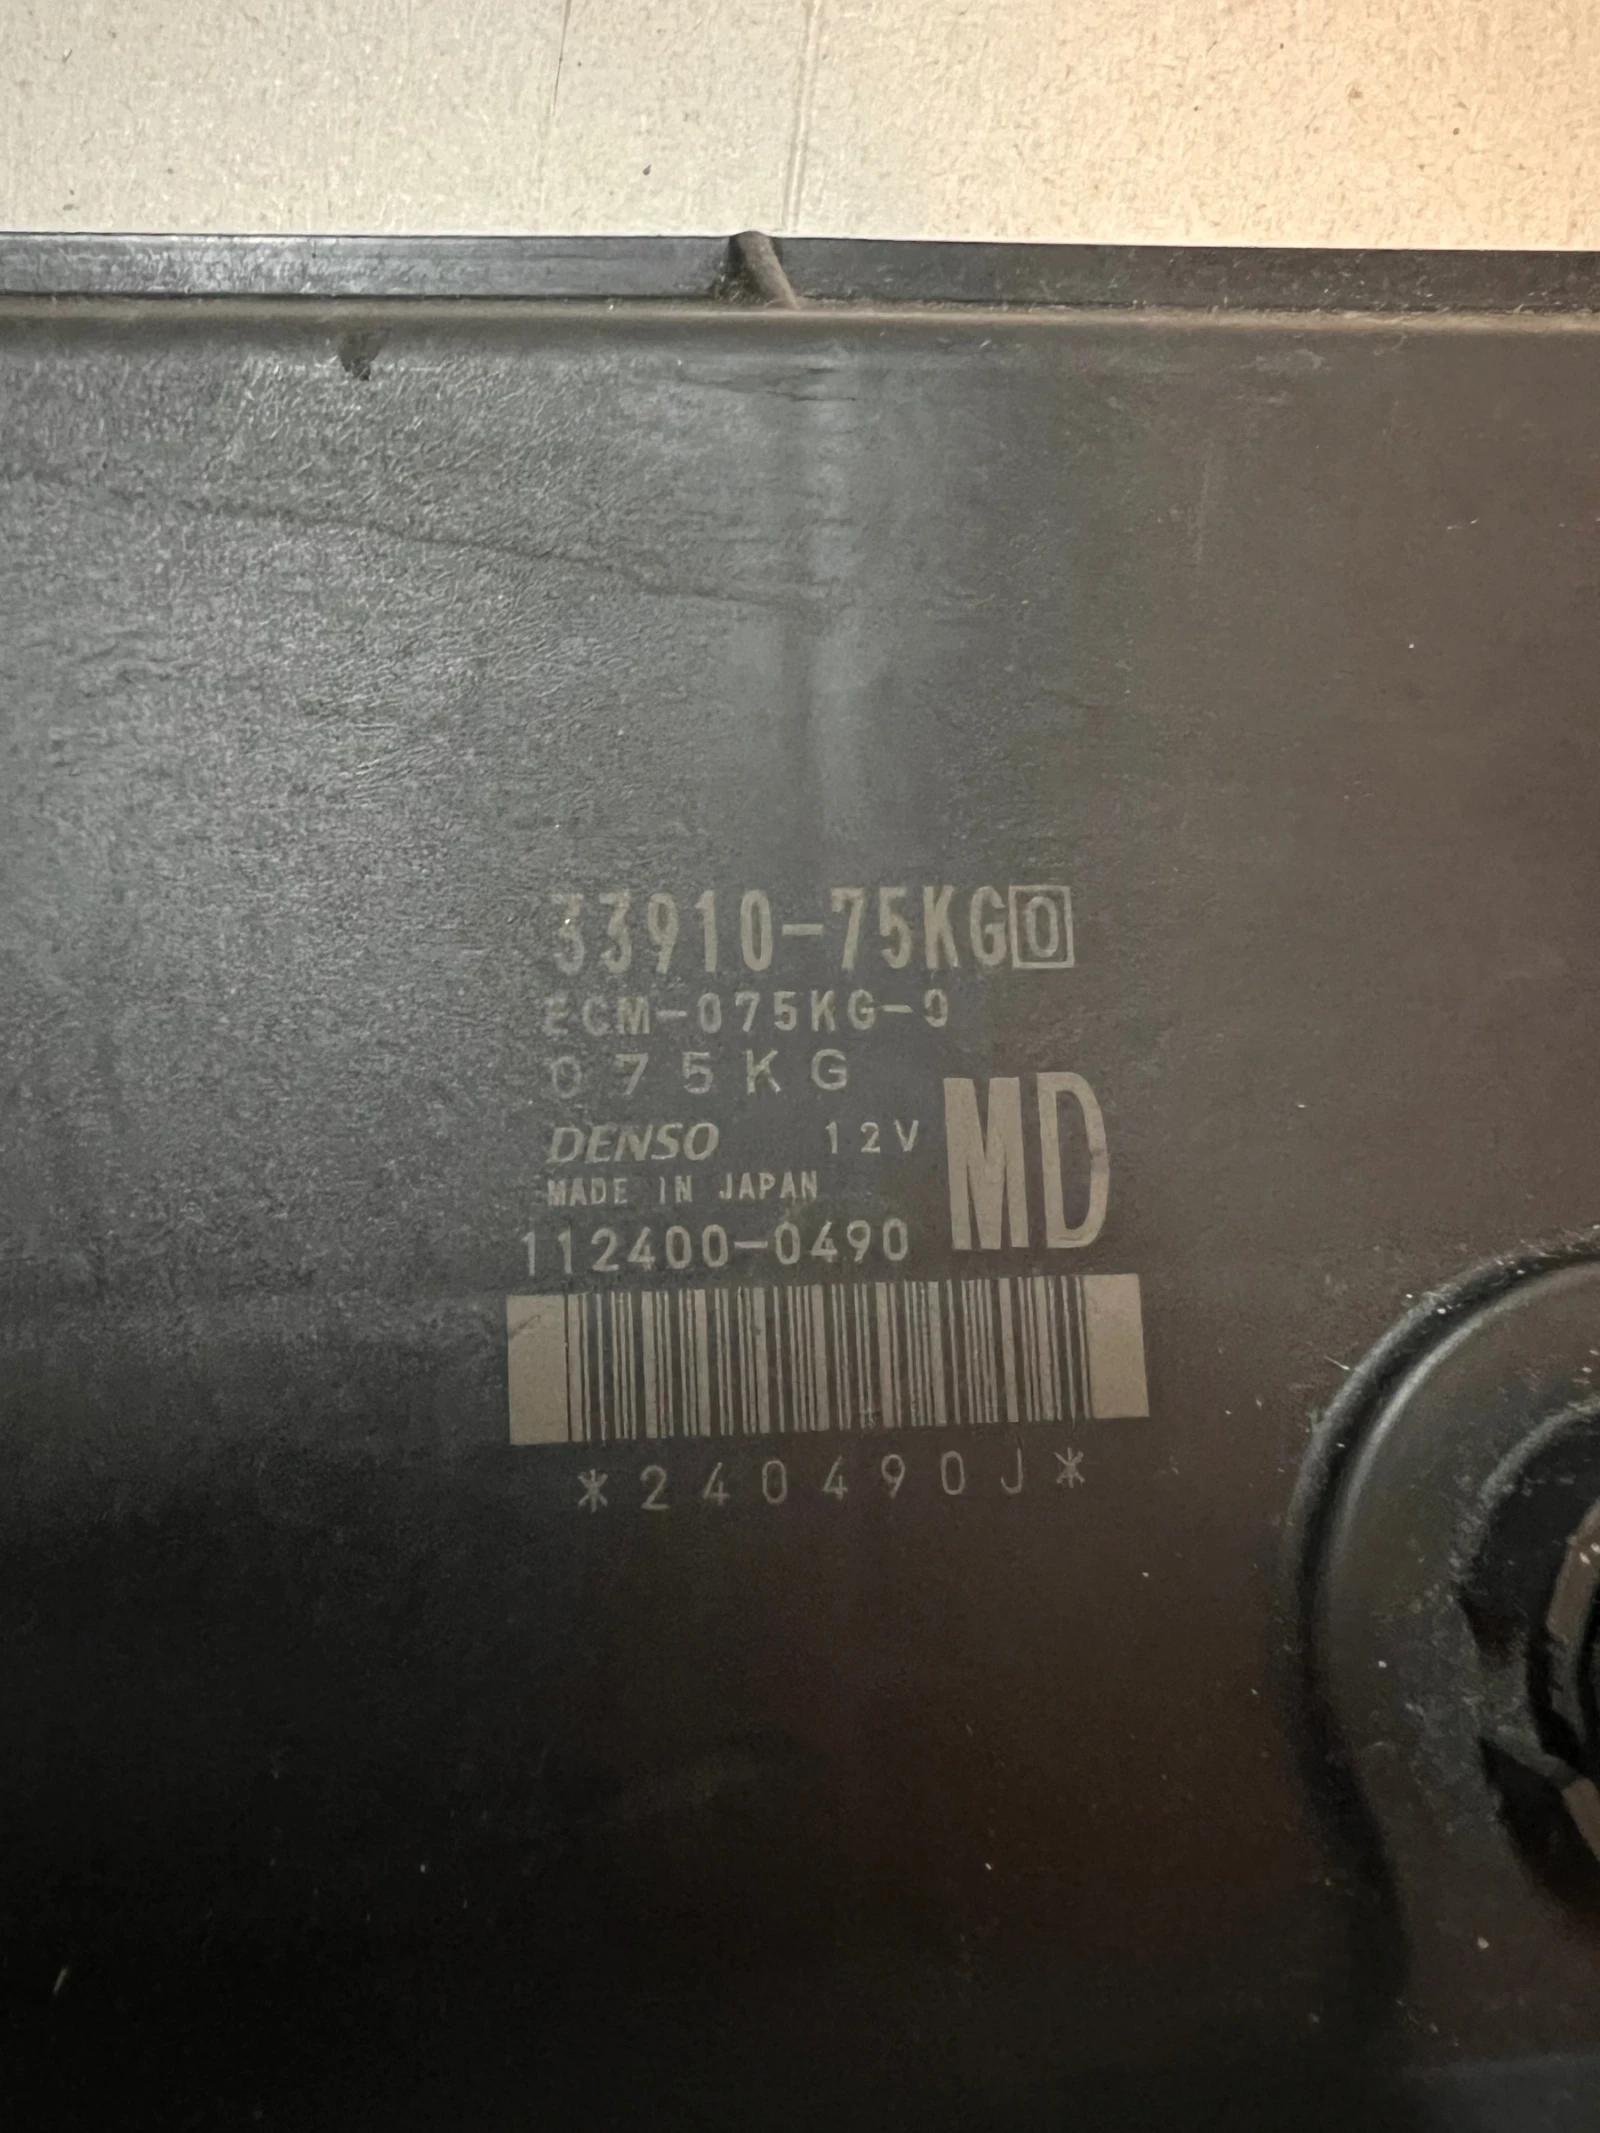 33910-75KG0
ECM-075KG-0
075KG
DENSO 12V MD
MADE IN JAPAN
112400-0490
*240490J*